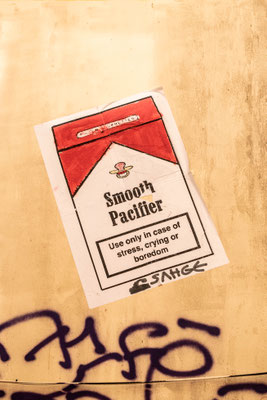 Smooth
Pacifier
Use only in case of
stress, crying or
boredom
SAHGE